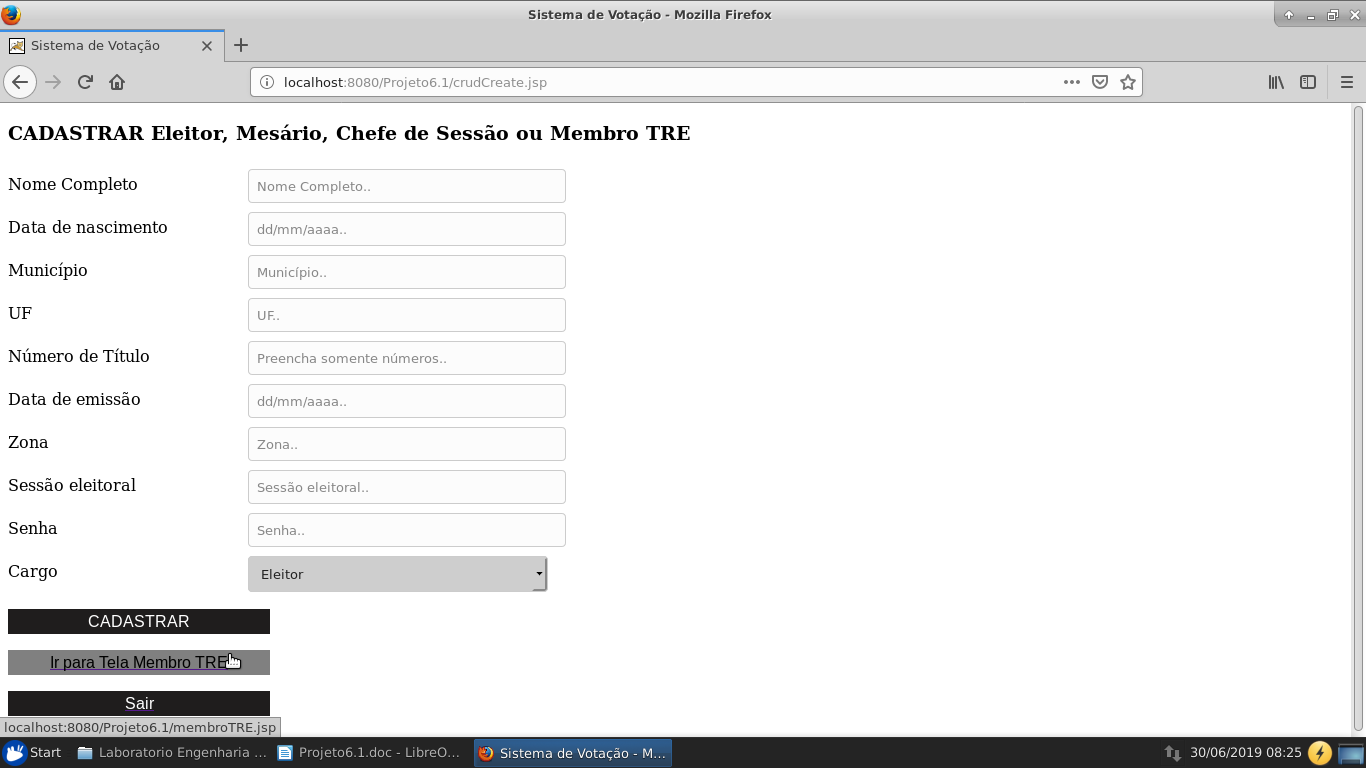 Sistema de Votação - Mozilla Firefox
Sistema de Votação
localhost:8080/Projeto6.1/crudCreate.jsp
CADASTRAR Eleitor, Mesário, Chefe de Sessão ou Membro TRE
Nome Completo Nome Completo..
Data de nascimento dd/mm/aaaa..
Município Município..
UF UF..
Número de Título Preencha somente números..
Data de emissão dd/mm/aaaa..
Zona Zona..
Sessão eleitoral Sessão eleitoral..
Senha Senha..
Cargo Eleitor
CADASTRAR
Ir para Tela Membro TRE
Sair
localhost:8080/Projeto6.1/membroTRE.jsp
Start Laboratorio Engenharia ... Projeto6.1.doc - LibreO... Sistema de Votação - M... 30/06/2019 08:25